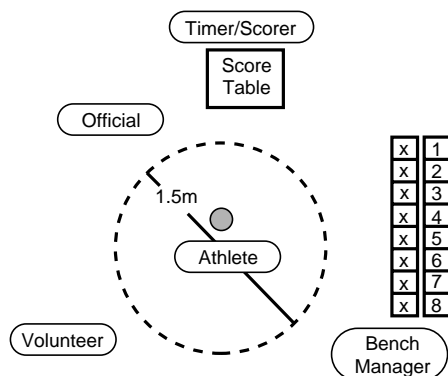 Timer/Scorer
Score
Table
Official
1.5m
Athlete
x 1
x 2
x 3
x 4
x 5
x 6
x 7
x 8
Volunteer
Bench
Manager